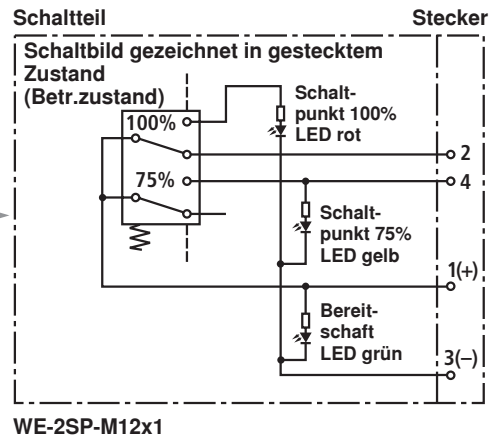 Schaltteil
Stecker
Schaltbild gezeichnet in gestecktem
Zustand
(Betr.zustand)
Schalt-
punkt 100%
LED rot
100%
2
75%
4
Schalt-
punkt 75%
LED gelb
1(+)
Bereit-
schaft
LED grün
3(–)
WE-2SP-M12x1